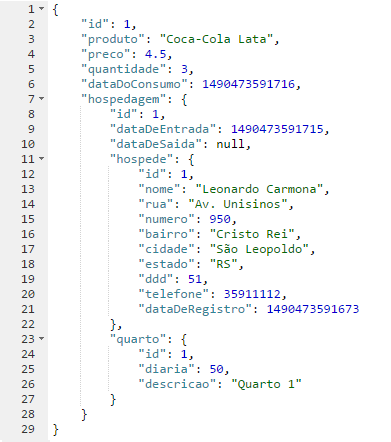 1 {
2 "id": 1,
3 "produto": "Coca-Cola Lata",
4 "preco": 4.5,
5 "quantidade": 3,
6 "dataDoConsumo": 1490473591716,
7 "hospedagem": {
8 "id": 1,
9 "dataDeEntrada": 1490473591715,
10 "dataDeSaida": null,
11 "hospede": {
12 "id": 1,
13 "nome": "Leonardo Carmona",
14 "rua": "Av. Unisinos",
15 "numero": 950,
16 "bairro": "Cristo Rei",
17 "cidade": "São Leopoldo",
18 "estado": "RS",
19 "ddd": 51,
20 "telefone": 35911112,
21 "dataDeRegistro": 1490473591673
22 },
23 "quarto": {
24 "id": 1,
25 "diaria": 50,
26 "descricao": "Quarto 1"
27 }
28 }
29 }